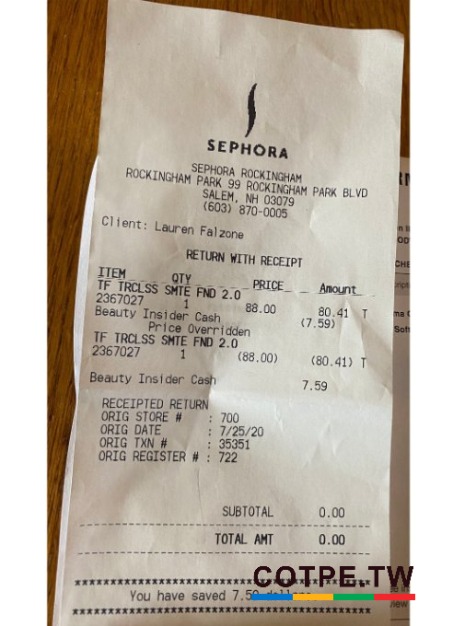 SEPHORA
SEPHORA ROCKINGHAM
ROCKINGHAM PARK 99 ROCKINGHAM PARK BLVD
SALEM, NH 03079
(603) 870-0005
Client: Lauren Falzone
RETURN WITH RECEIPT
ITEM QTY PRICE Amount
TF TRCLSS SMTE FND 2.0
2367027 1 88.00 80.41 T
Beauty Insider Cash (7.59)
Price Overridden
TF TRCLSS SMTE FND 2.0
2367027 1 (88.00) (80.41) T
Beauty Insider Cash 7.59
RECEIPTED RETURN
ORIG STORE # : 700
ORIG DATE : 7/25/20
ORIG TXN # : 35351
ORIG REGISTER # : 722
SUBTOTAL 0.00
TOTAL AMT 0.00
You have saved 7.59 dollars
COTPE.TW